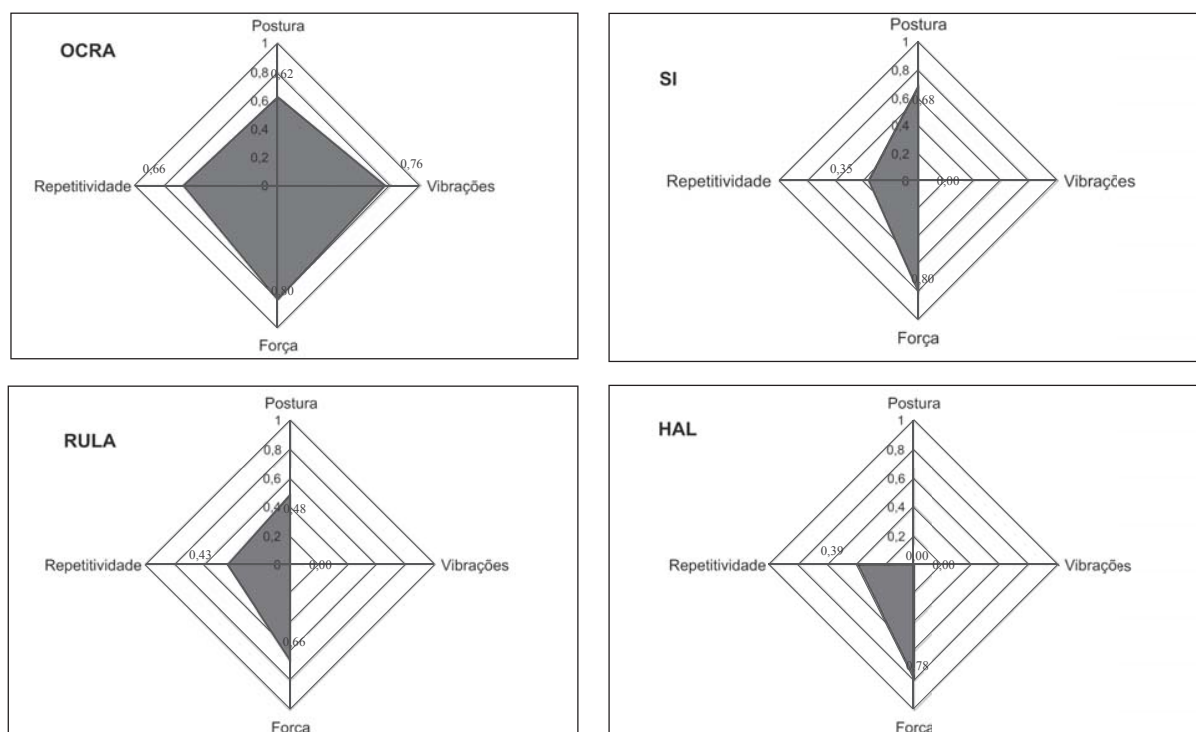 Postura
OCRA
1
0,8
0,62
0,6
0,4
0,2
0
0,66
0,76
Repetitividade
Vibrações
0,80
Força
Postura
SI
1
0,8
0,68
0,6
0,4
0,2
0
0,35
0,00
Repetitividade
Vibrações
0,80
Força
Postura
RULA
1
0,8
0,6
0,4
0,48
0,2
0
0,43
0,00
Repetitividade
Vibrações
0,66
Força
Postura
HAL
1
0,8
0,6
0,4
0,2
0,39
0,00
0,00
Repetitividade
Vibrações
0,78
Força